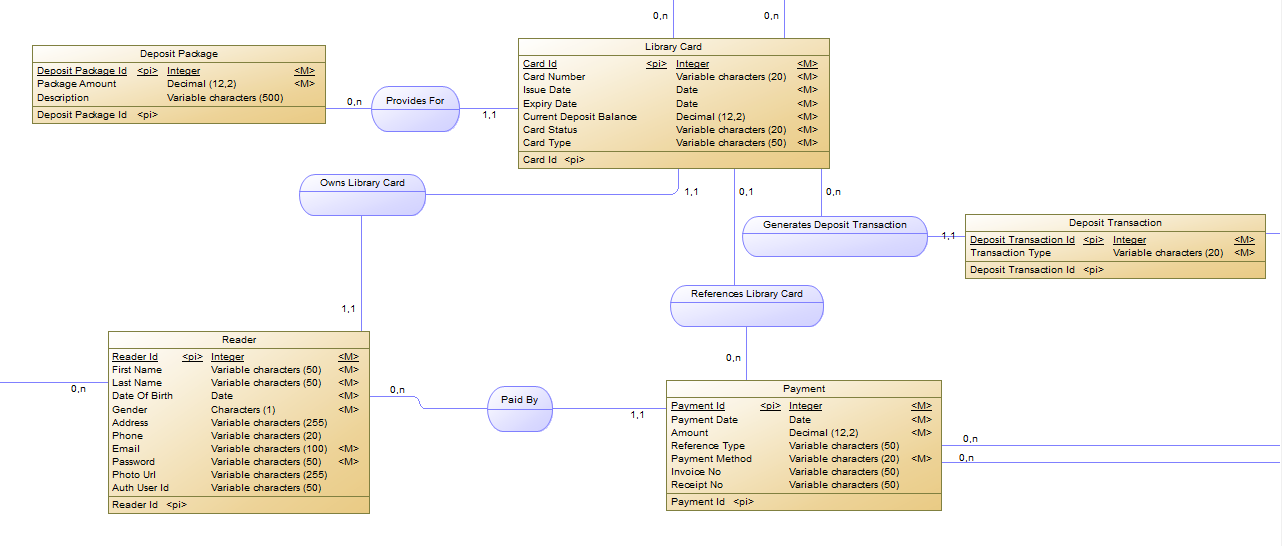 0,n
0,n
Deposit Package
Deposit Package Id <pi> Integer <M>
Package Amount Decimal (12,2) <M>
Description Variable characters (500)
Deposit Package Id <pi>
0,n
Provides For
1,1
Library Card
Card Id <pi> Integer <M>
Card Number Variable characters (20) <M>
Issue Date Date <M>
Expiry Date Date <M>
Current Deposit Balance Decimal (12,2) <M>
Card Status Variable characters (20) <M>
Card Type Variable characters (50) <M>
Card Id <pi>
Owns Library Card
1,1
0,1
0,n
Generates Deposit Transaction
1,1
Deposit Transaction
Deposit Transaction Id <pi> Integer <M>
Transaction Type Variable characters (20) <M>
Deposit Transaction Id <pi>
References Library Card
1,1
0,n
Reader
Reader Id <pi> Integer <M>
First Name Variable characters (50) <M>
Last Name Variable characters (50) <M>
Date Of Birth Date <M>
Gender Characters (1) <M>
Address Variable characters (255)
Phone Variable characters (20)
Email Variable characters (100) <M>
Password Variable characters (50) <M>
Photo Url Variable characters (255)
Auth User Id Variable characters (50)
Reader Id <pi>
0,n
0,n
Paid By
1,1
Payment
Payment Id <pi> Integer <M>
Payment Date Date <M>
Amount Decimal (12,2) <M>
Reference Type Variable characters (50)
Payment Method Variable characters (20) <M>
Invoice No Variable characters (50)
Receipt No Variable characters (50)
Payment Id <pi>
0,n
0,n